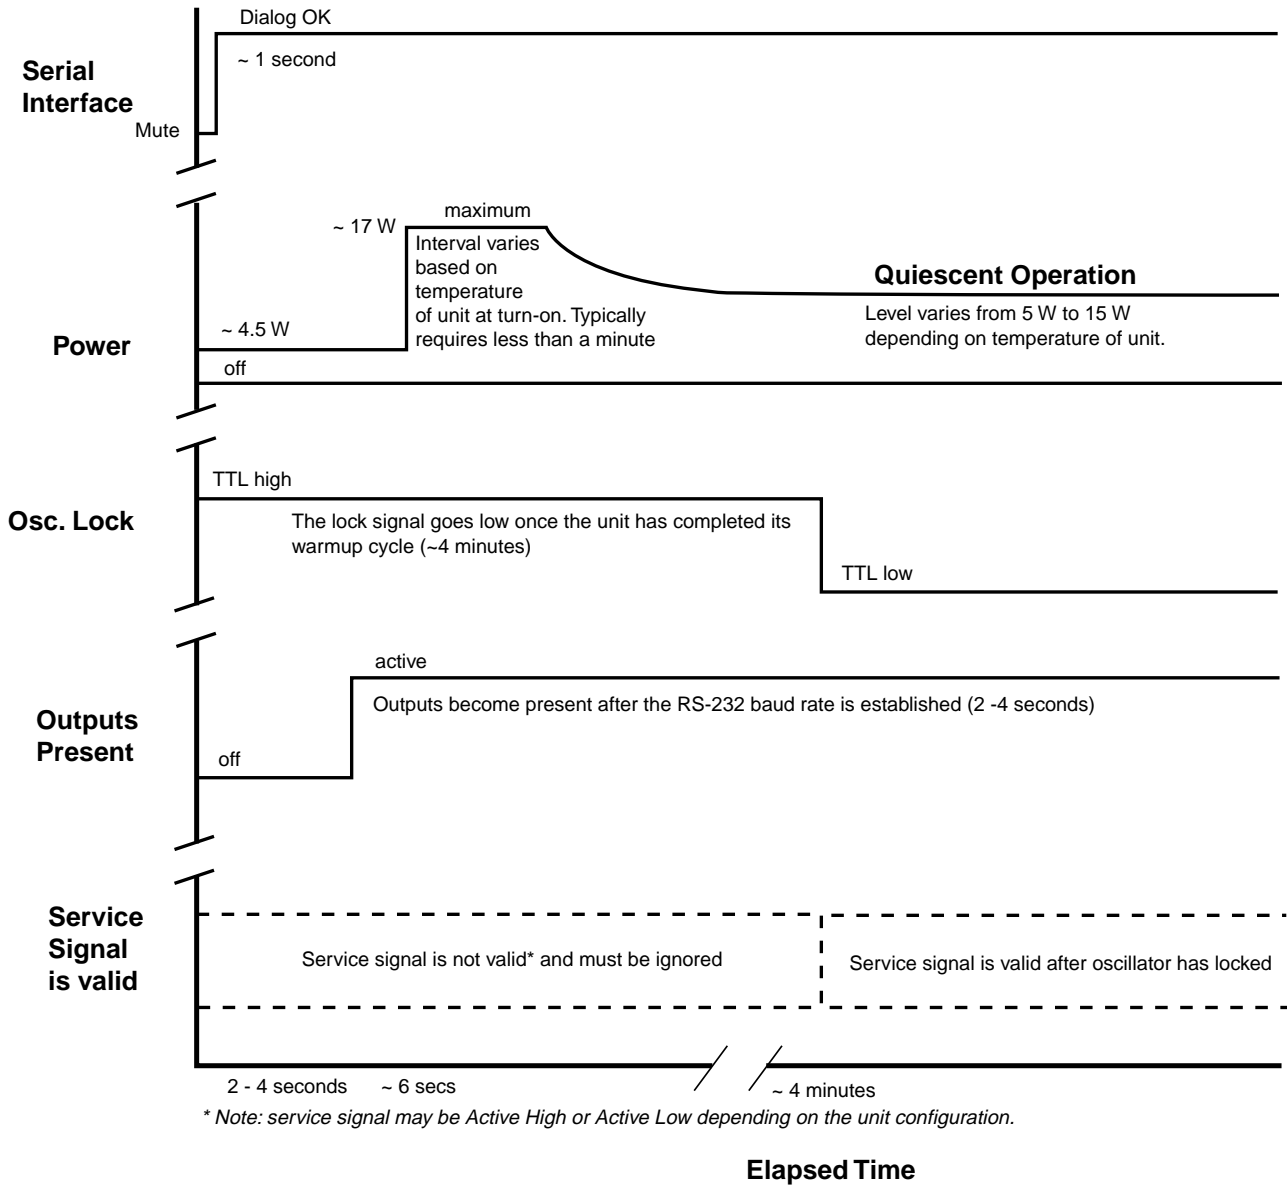 Dialog OK
~ 1 second
Serial
Interface
Mute
maximum
~ 17 W
Interval varies
based on
temperature
of unit at turn-on. Typically
requires less than a minute
Quiescent Operation
Level varies from 5 W to 15 W
depending on temperature of unit.
~ 4.5 W
Power
off
TTL high
Osc. Lock
The lock signal goes low once the unit has completed its
warmup cycle (~4 minutes)
TTL low
active
Outputs become present after the RS-232 baud rate is established (2 -4 seconds)
Outputs
Present
off
Service
Signal
is valid
Service signal is not valid* and must be ignored
Service signal is valid after oscillator has locked
2 - 4 seconds
~ 6 secs
~ 4 minutes
* Note: service signal may be Active High or Active Low depending on the unit configuration.
Elapsed Time